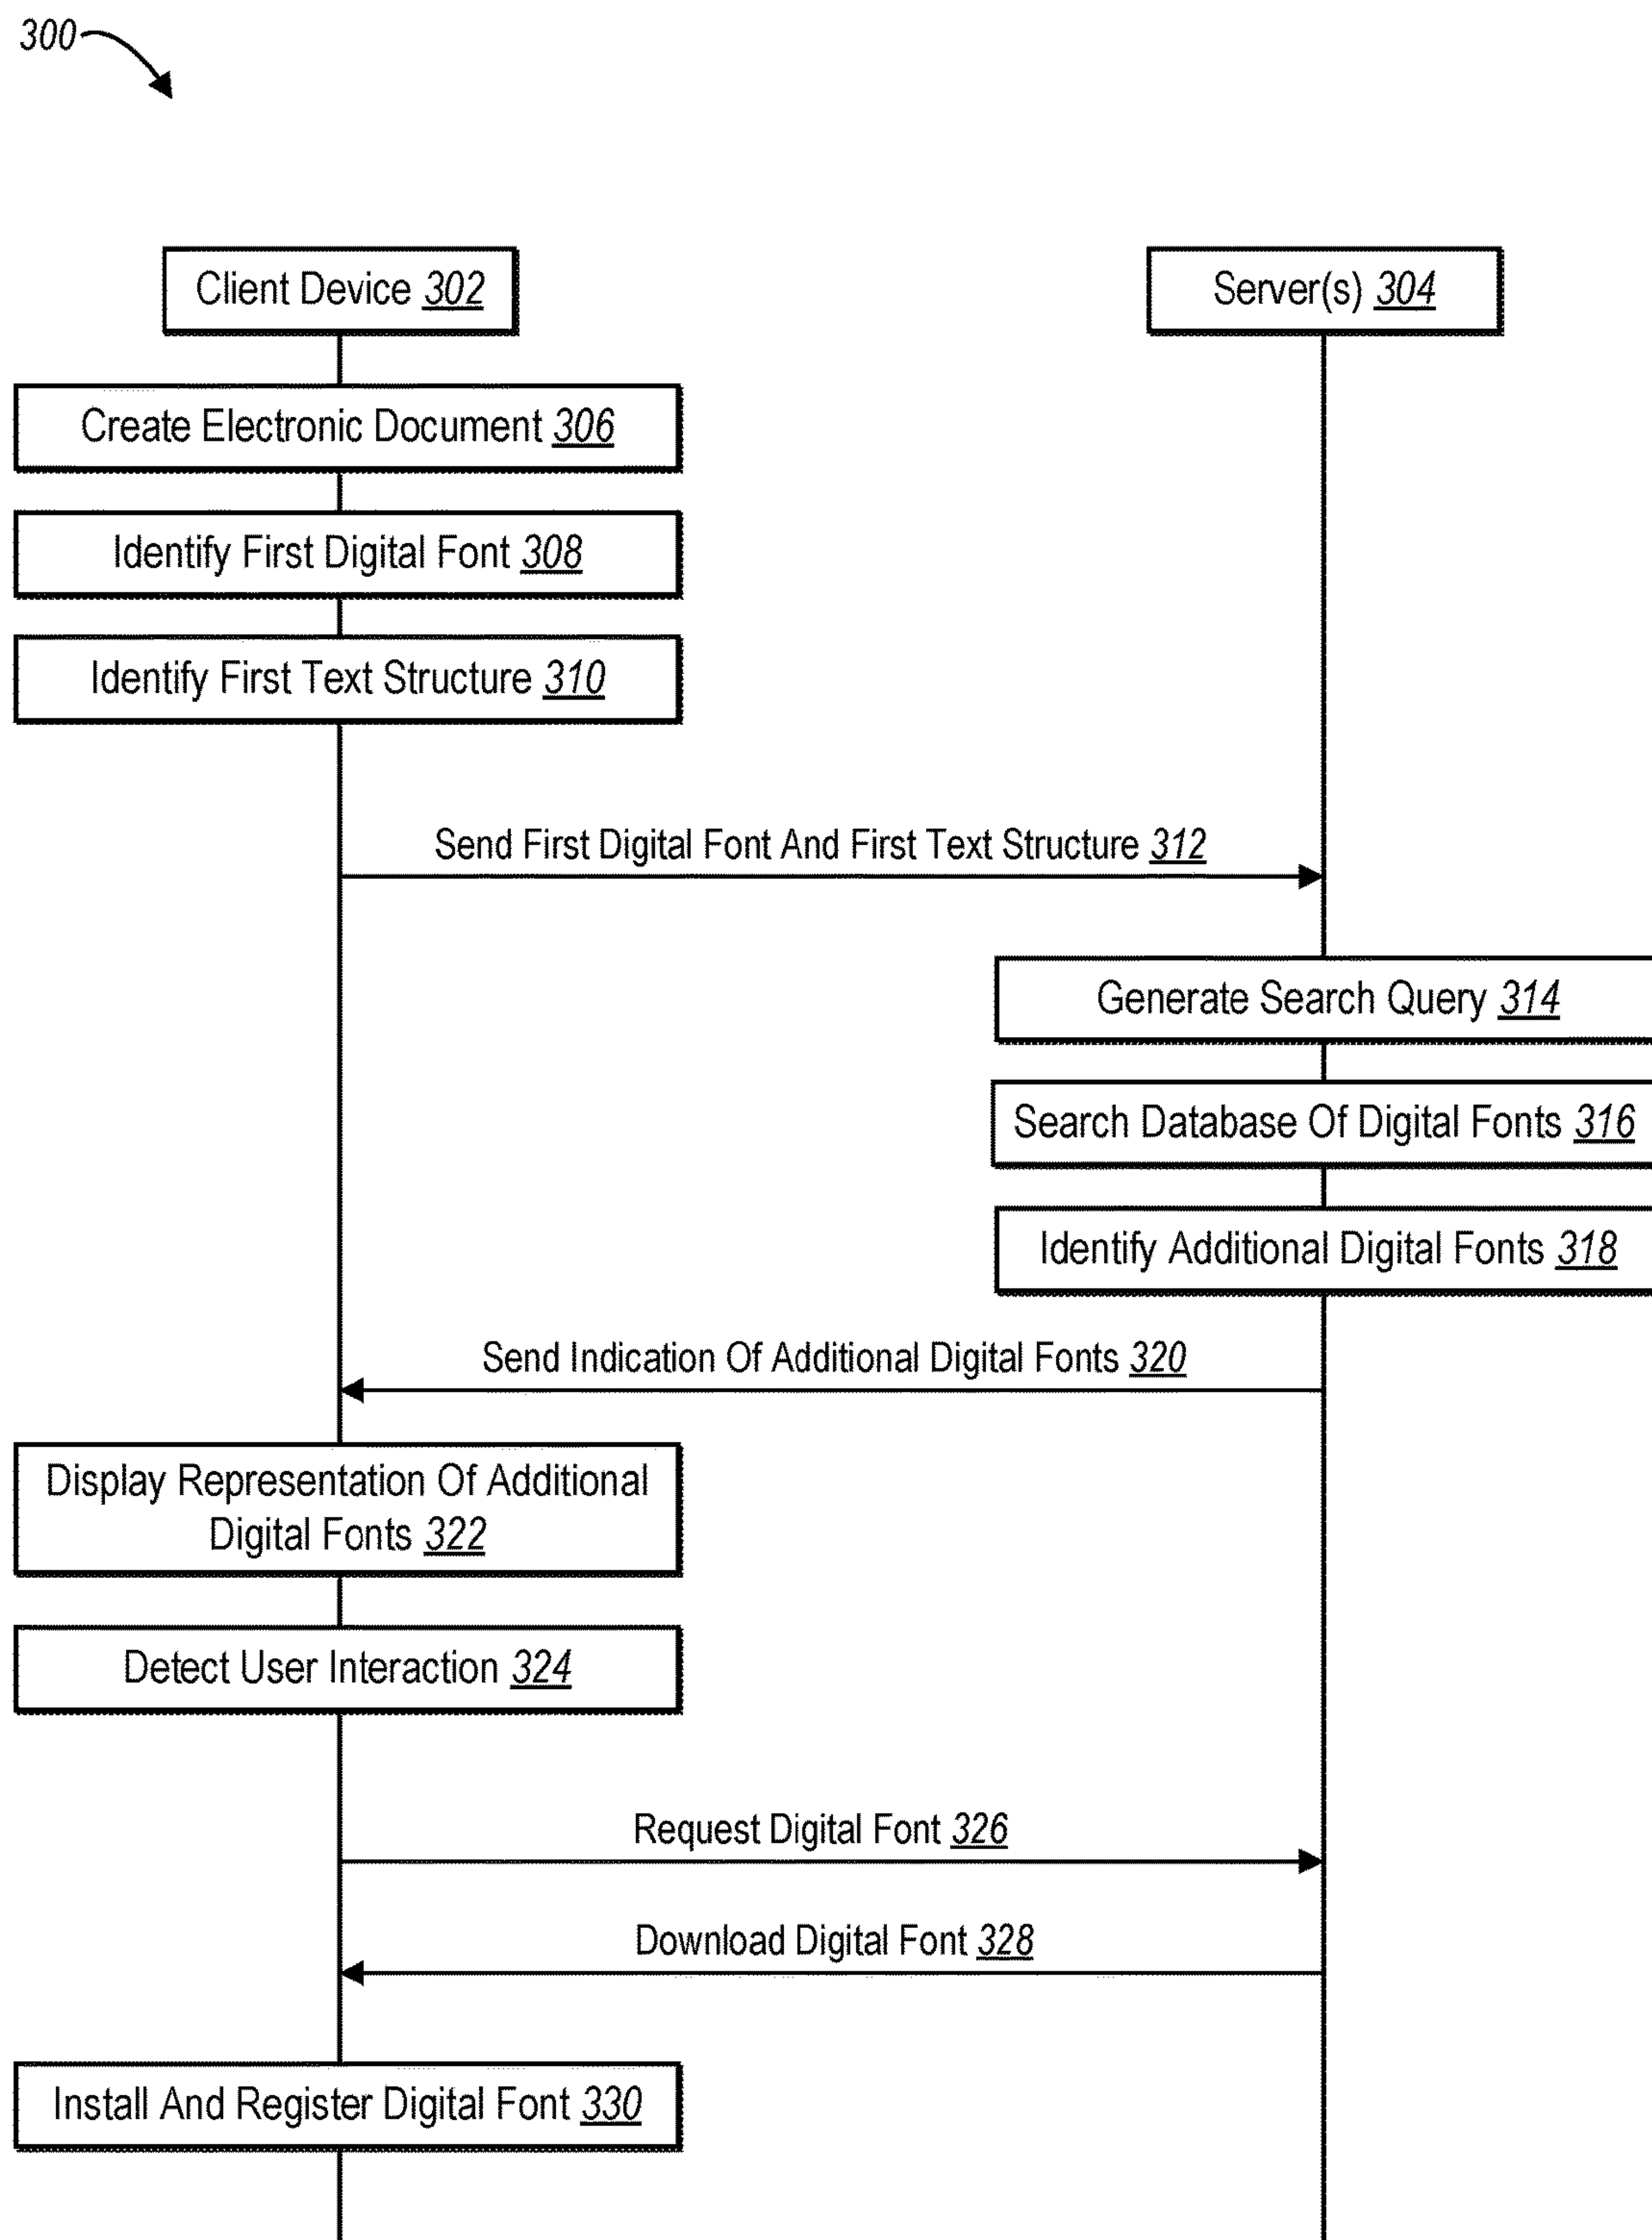 300
Client Device 302
Server(s) 304
Create Electronic Document 306
Identify First Digital Font 308
Identify First Text Structure 310
Send First Digital Font And First Text Structure 312
Generate Search Query 314
Search Database Of Digital Fonts 316
Identify Additional Digital Fonts 318
Send Indication Of Additional Digital Fonts 320
Display Representation Of Additional
Digital Fonts 322
Detect User Interaction 324
Request Digital Font 326
Download Digital Font 328
Install And Register Digital Font 330